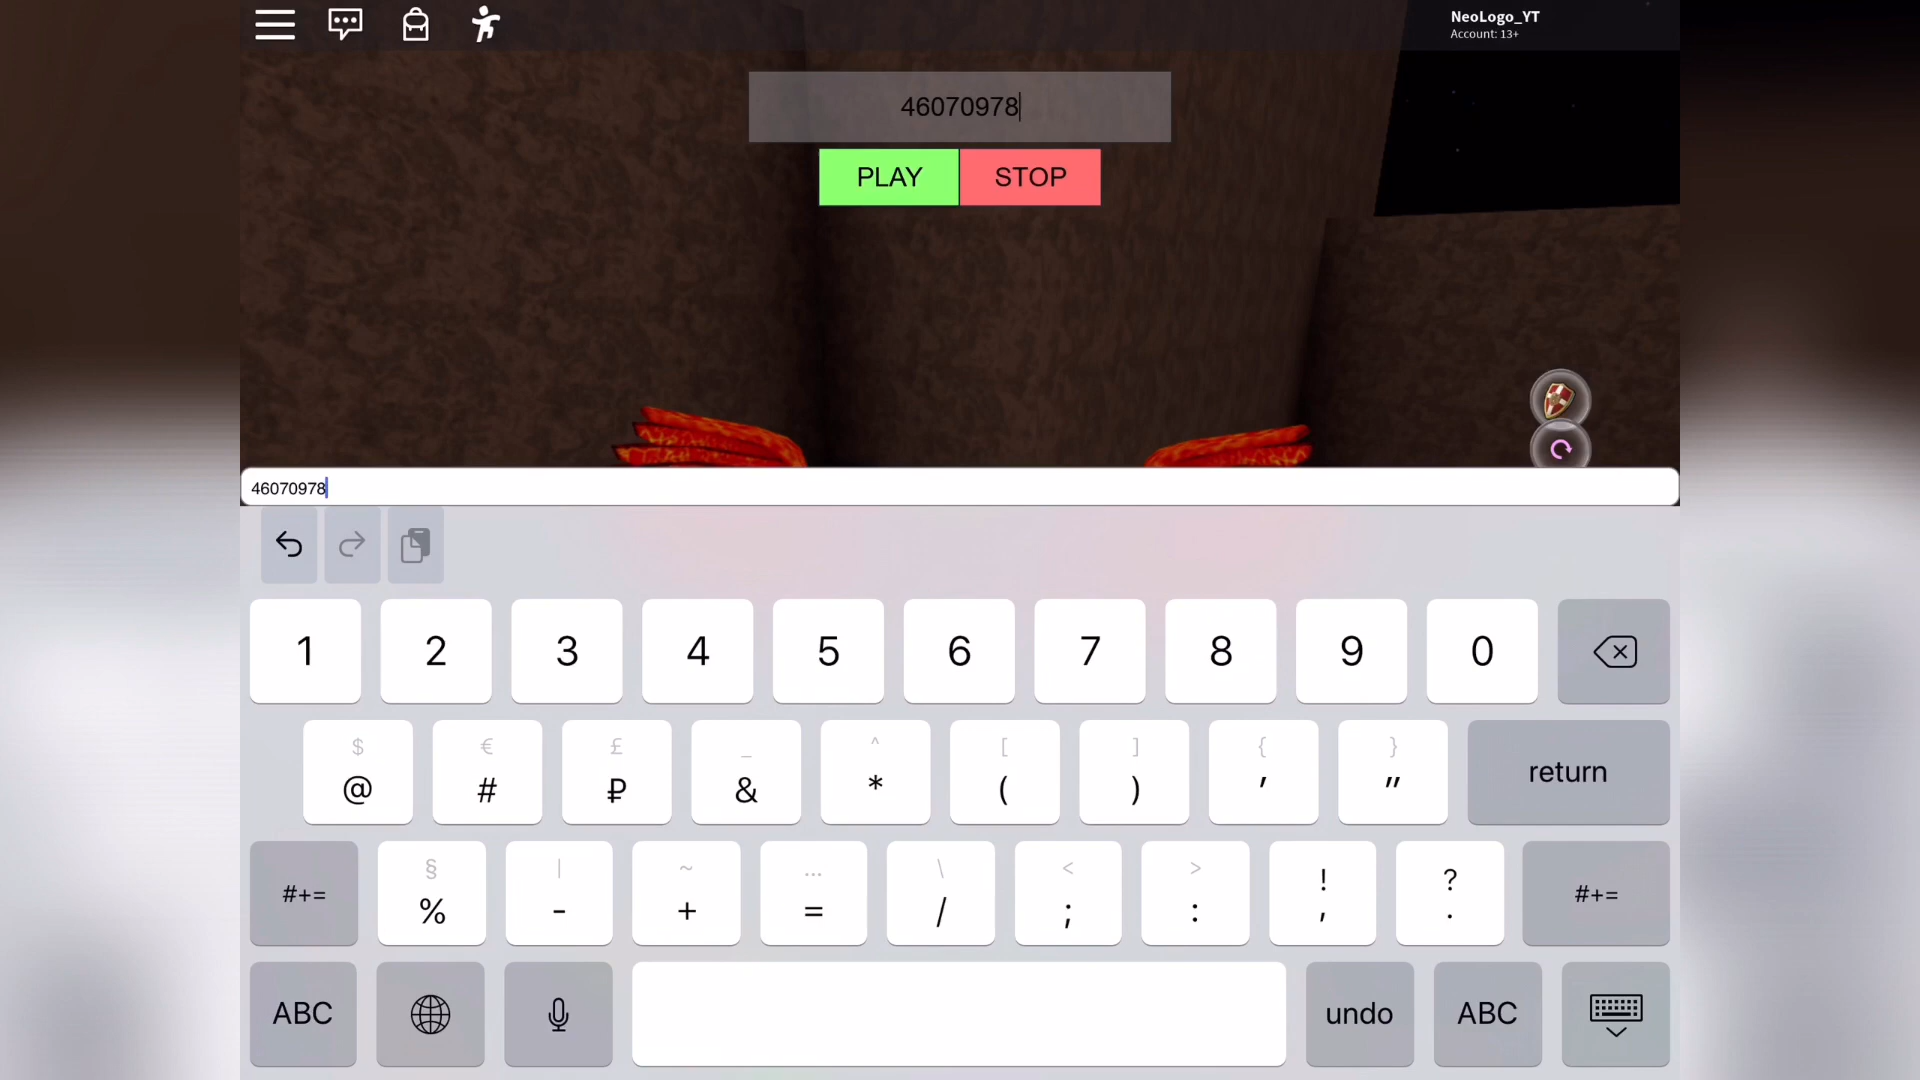 NeoLogo_YT
Account: 13+
46070978
PLAY STOP
46070978
1 2 3 4 5 6 7 8 9 0
$ € £ _ ^ [ ] { }
@ # ₽ & * ( ) ' "
return
§ | ~ ... \ < > ! ?
#+= % - + = / ; : , . #+=
ABC undo ABC